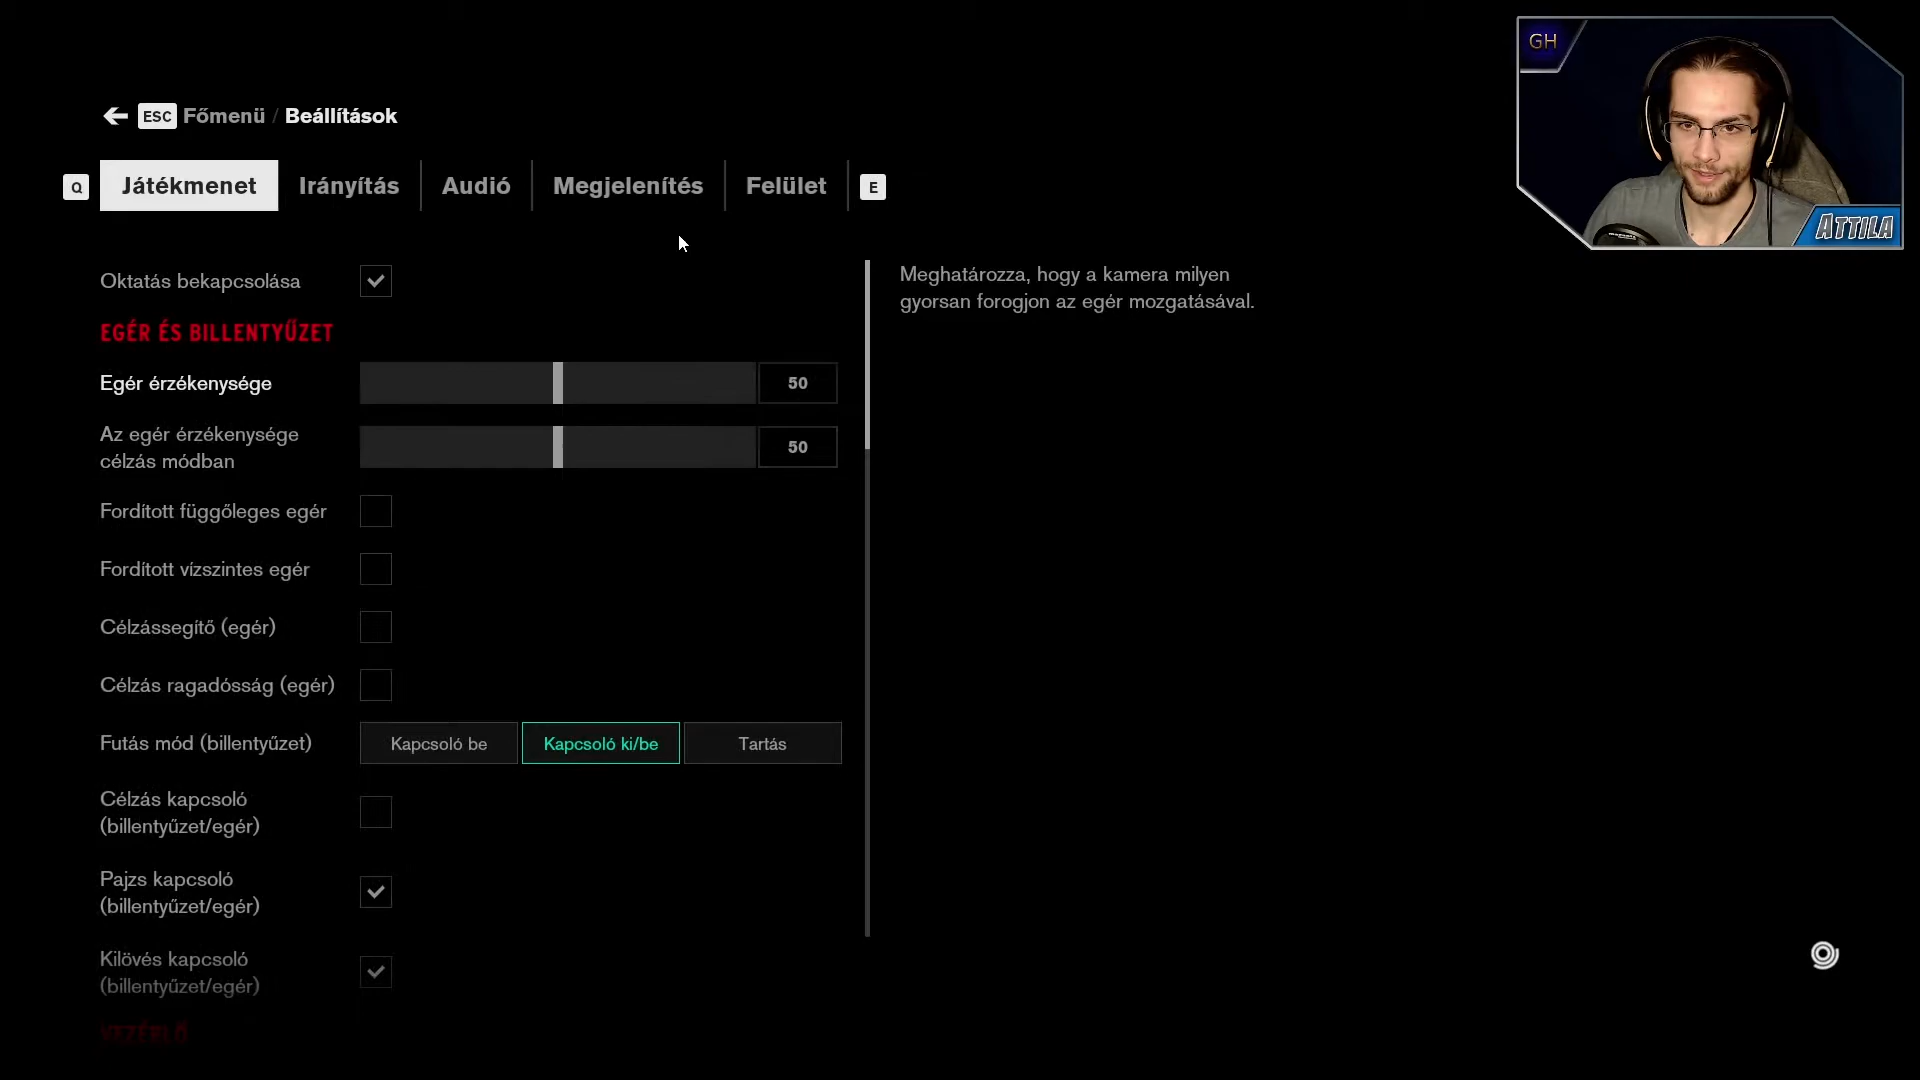 GH
ATTILA
ESC Főmenü / Beállítások
Q Játékmenet Irányítás Audió Megjelenítés Felület E
Oktatás bekapcsolása
Meghatározza, hogy a kamera milyen
gyorsan forogjon az egér mozgatásával.
EGÉR ÉS BILLENTYŰZET
Egér érzékenysége 50
Az egér érzékenysége
célzás módban 50
Fordított függőleges egér
Fordított vízszintes egér
Célzássegítő (egér)
Célzás ragadósság (egér)
Futás mód (billentyűzet) Kapcsoló be Kapcsoló ki/be Tartás
Célzás kapcsoló
(billentyűzet/egér)
Pajzs kapcsoló
(billentyűzet/egér)
Kilövés kapcsoló
(billentyűzet/egér)
VEZÉRLŐ